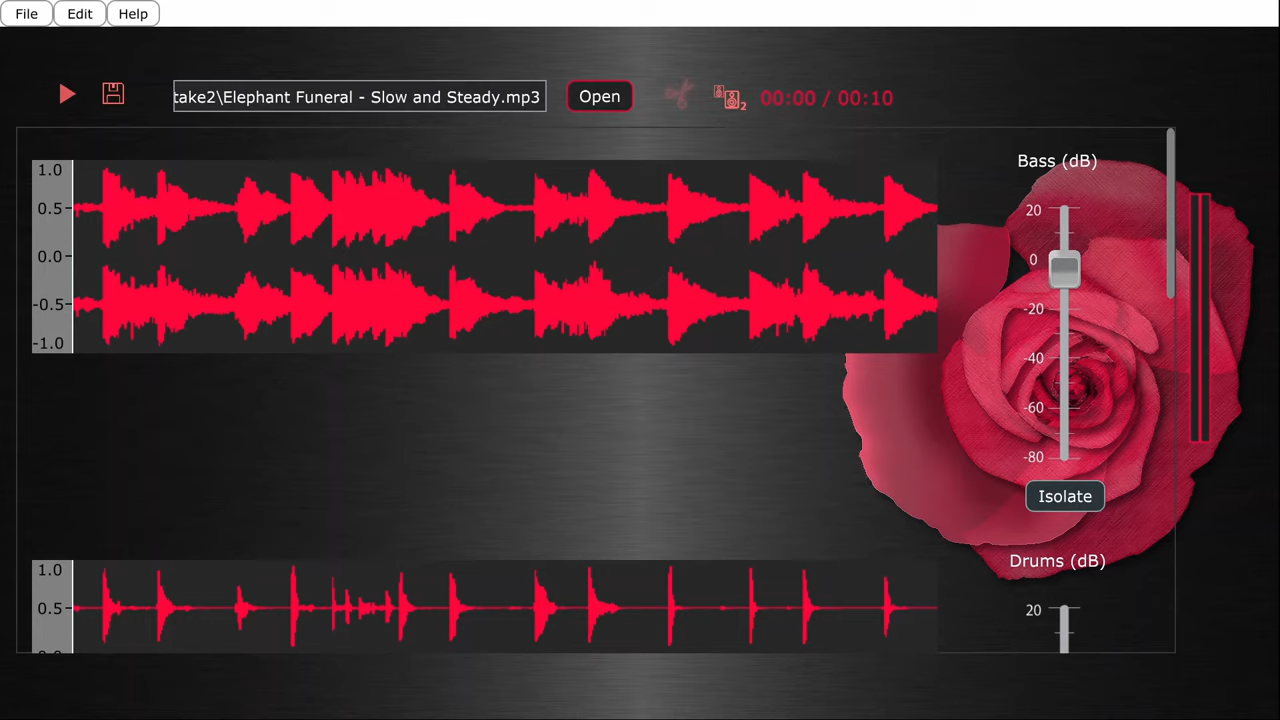 File Edit Help
take2\Elephant Funeral - Slow and Steady.mp3 Open 2 00:00 / 00:10
Bass (dB)
1.0
0.5
0.0
-0.5
-1.0
20
0
-20
-40
-60
-80
Isolate
Drums (dB)
1.0
0.5
20